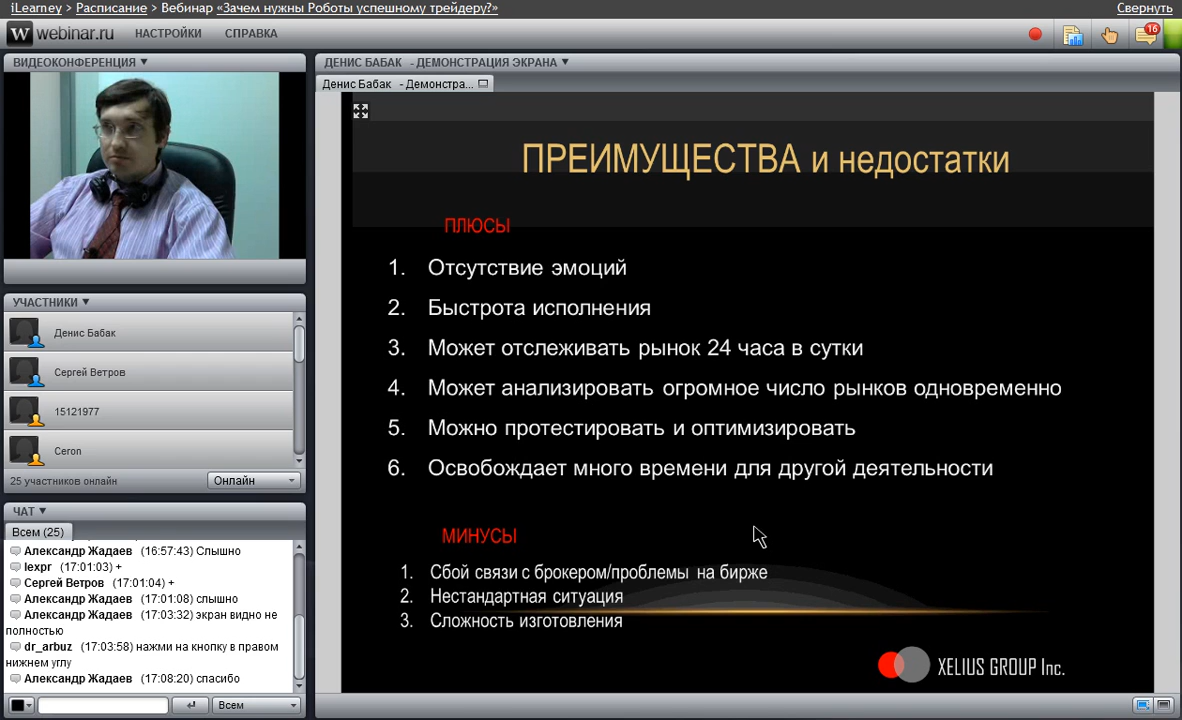 iLearney > Расписание > Вебинар «Зачем нужны Роботы успешному трейдеру?»
Свернуть
W webinar.ru НАСТРОЙКИ СПРАВКА
16
ВИДЕОКОНФЕРЕНЦИЯ
ДЕНИС БАБАК - ДЕМОНСТРАЦИЯ ЭКРАНА
Денис Бабак - Демонстра...
ПРЕИМУЩЕСТВА и недостатки
ПЛЮСЫ
1. Отсутствие эмоций
2. Быстрота исполнения
3. Может отслеживать рынок 24 часа в сутки
4. Может анализировать огромное число рынков одновременно
5. Можно протестировать и оптимизировать
6. Освобождает много времени для другой деятельности
МИНУСЫ
1. Сбой связи с брокером/проблемы на бирже
2. Нестандартная ситуация
3. Сложность изготовления
XELIUS GROUP Inc.
УЧАСТНИКИ
Денис Бабак
Сергей Ветров
15121977
Ceron
25 участников онлайн
Онлайн
ЧАТ
Всем (25)
Александр Жадаев (16:57:43) Слышно
lexpr (17:01:03) +
Сергей Ветров (17:01:04) +
Александр Жадаев (17:01:08) слышно
Александр Жадаев (17:03:32) экран видно не
полностью
dr_arbuz (17:03:58) нажми на кнопку в правом
нижнем углу
Александр Жадаев (17:08:20) спасибо
Всем